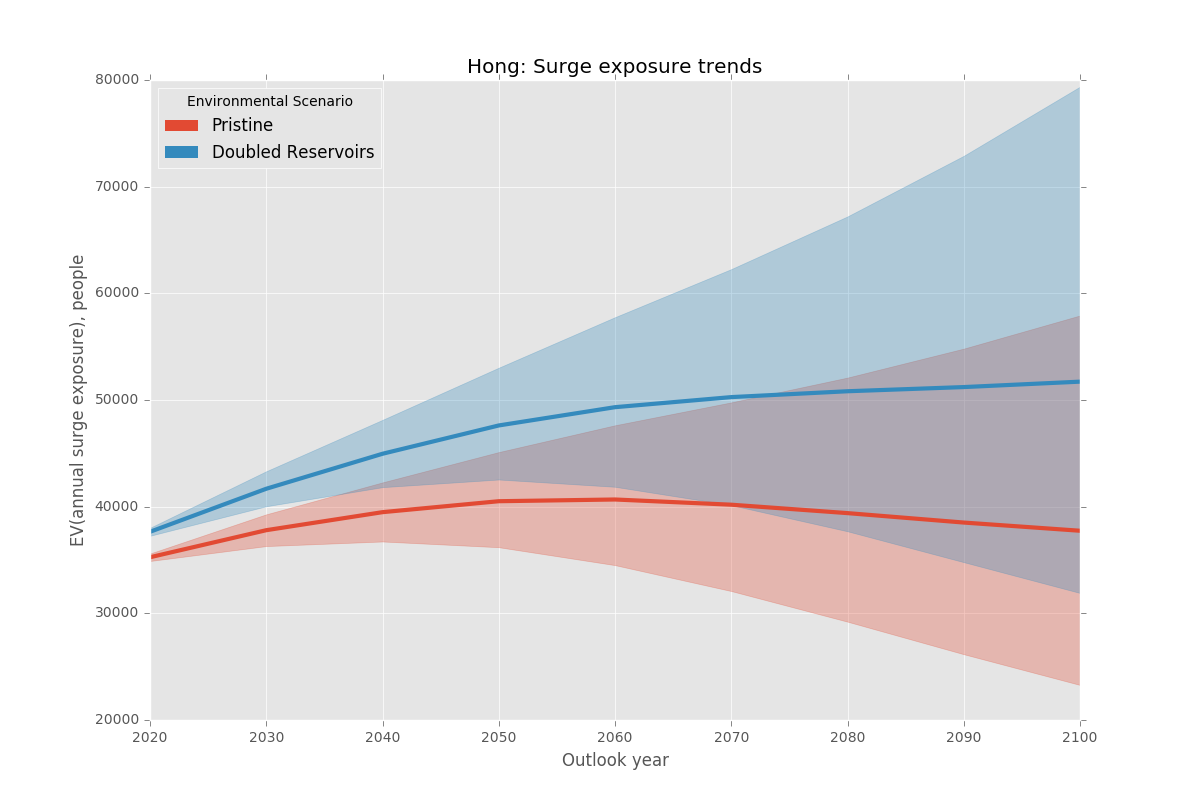 Hong: Surge exposure trends
Environmental Scenario
Pristine
Doubled Reservoirs
EV(annual surge exposure), people
80000
70000
60000
50000
40000
30000
20000
2020 2030 2040 2050 2060 2070 2080 2090 2100
Outlook year